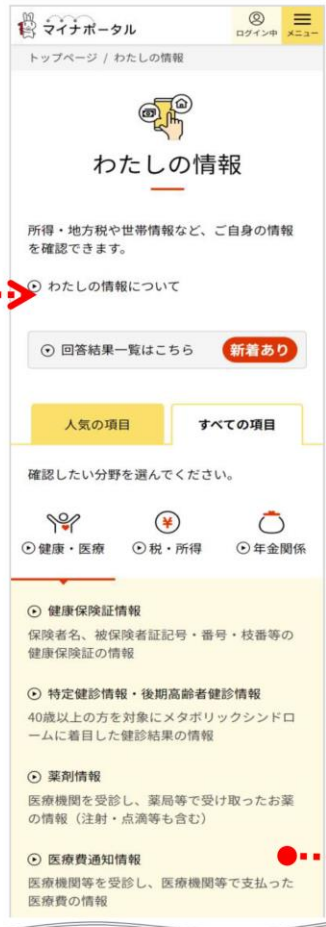 マイナポータル
ログイン中
メニュー
トップページ / わたしの情報
わたしの情報
所得・地方税や世帯情報など、ご自身の情報
を確認できます。
わたしの情報について
回答結果一覧はこちら 新着あり
人気の項目 すべての項目
確認したい分野を選んでください。
健康・医療 税・所得 年金関係
健康保険証情報
保険者名、被保険者証記号・番号・枝番等の
健康保険証の情報
特定健診情報・後期高齢者健診情報
40歳以上の方を対象にメタボリックシンドロ
ームに着目した健診結果の情報
薬剤情報
医療機関を受診し、薬局等で受け取ったお薬
の情報（注射・点滴等も含む）
医療費通知情報
医療機関等を受診し、医療機関等で支払った
医療費の情報